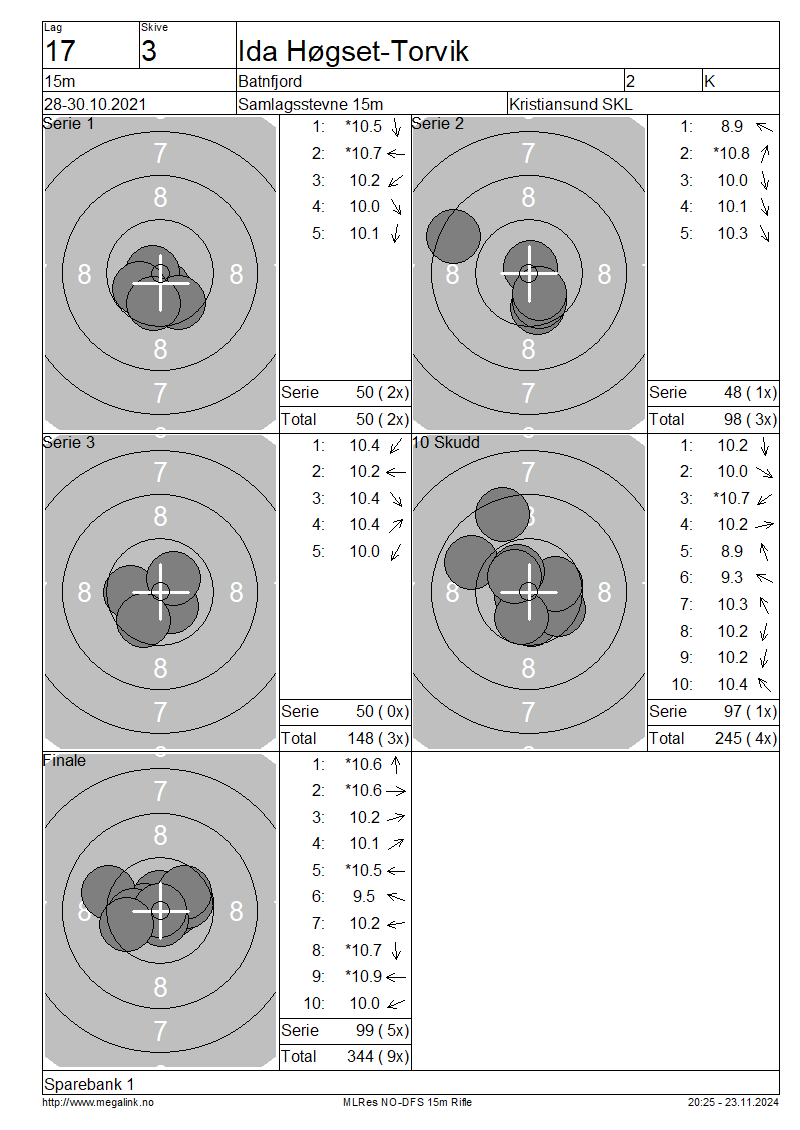 Lag Skive
17 3 Ida Høgset-Torvik
15m Batnfjord 2 K
28-30.10.2021 Samlagsstevne 15m Kristiansund SKL
Serie 1
7
8
8 8
8
7
1: *10.5
2: *10.7
3: 10.2
4: 10.0
5: 10.1
Serie 50 ( 2x)
Total 50 ( 2x)
Serie 2
7
8
8 8
8
7
1: 8.9
2: *10.8
3: 10.0
4: 10.1
5: 10.3
Serie 48 ( 1x)
Total 98 ( 3x)
Serie 3
7
8
8 8
8
7
1: 10.4
2: 10.2
3: 10.4
4: 10.4
5: 10.0
Serie 50 ( 0x)
Total 148 ( 3x)
10 Skudd
7
8
8 8
8
7
1: 10.2
2: 10.0
3: *10.7
4: 10.2
5: 8.9
6: 9.3
7: 10.3
8: 10.2
9: 10.2
10: 10.4
Serie 97 ( 1x)
Total 245 ( 4x)
Finale
7
8
8 8
8
7
1: *10.6
2: *10.6
3: 10.2
4: 10.1
5: *10.5
6: 9.5
7: 10.2
8: *10.7
9: *10.9
10: 10.0
Serie 99 ( 5x)
Total 344 ( 9x)
Sparebank 1
http://www.megalink.no MLRes NO-DFS 15m Rifle 20:25 - 23.11.2024